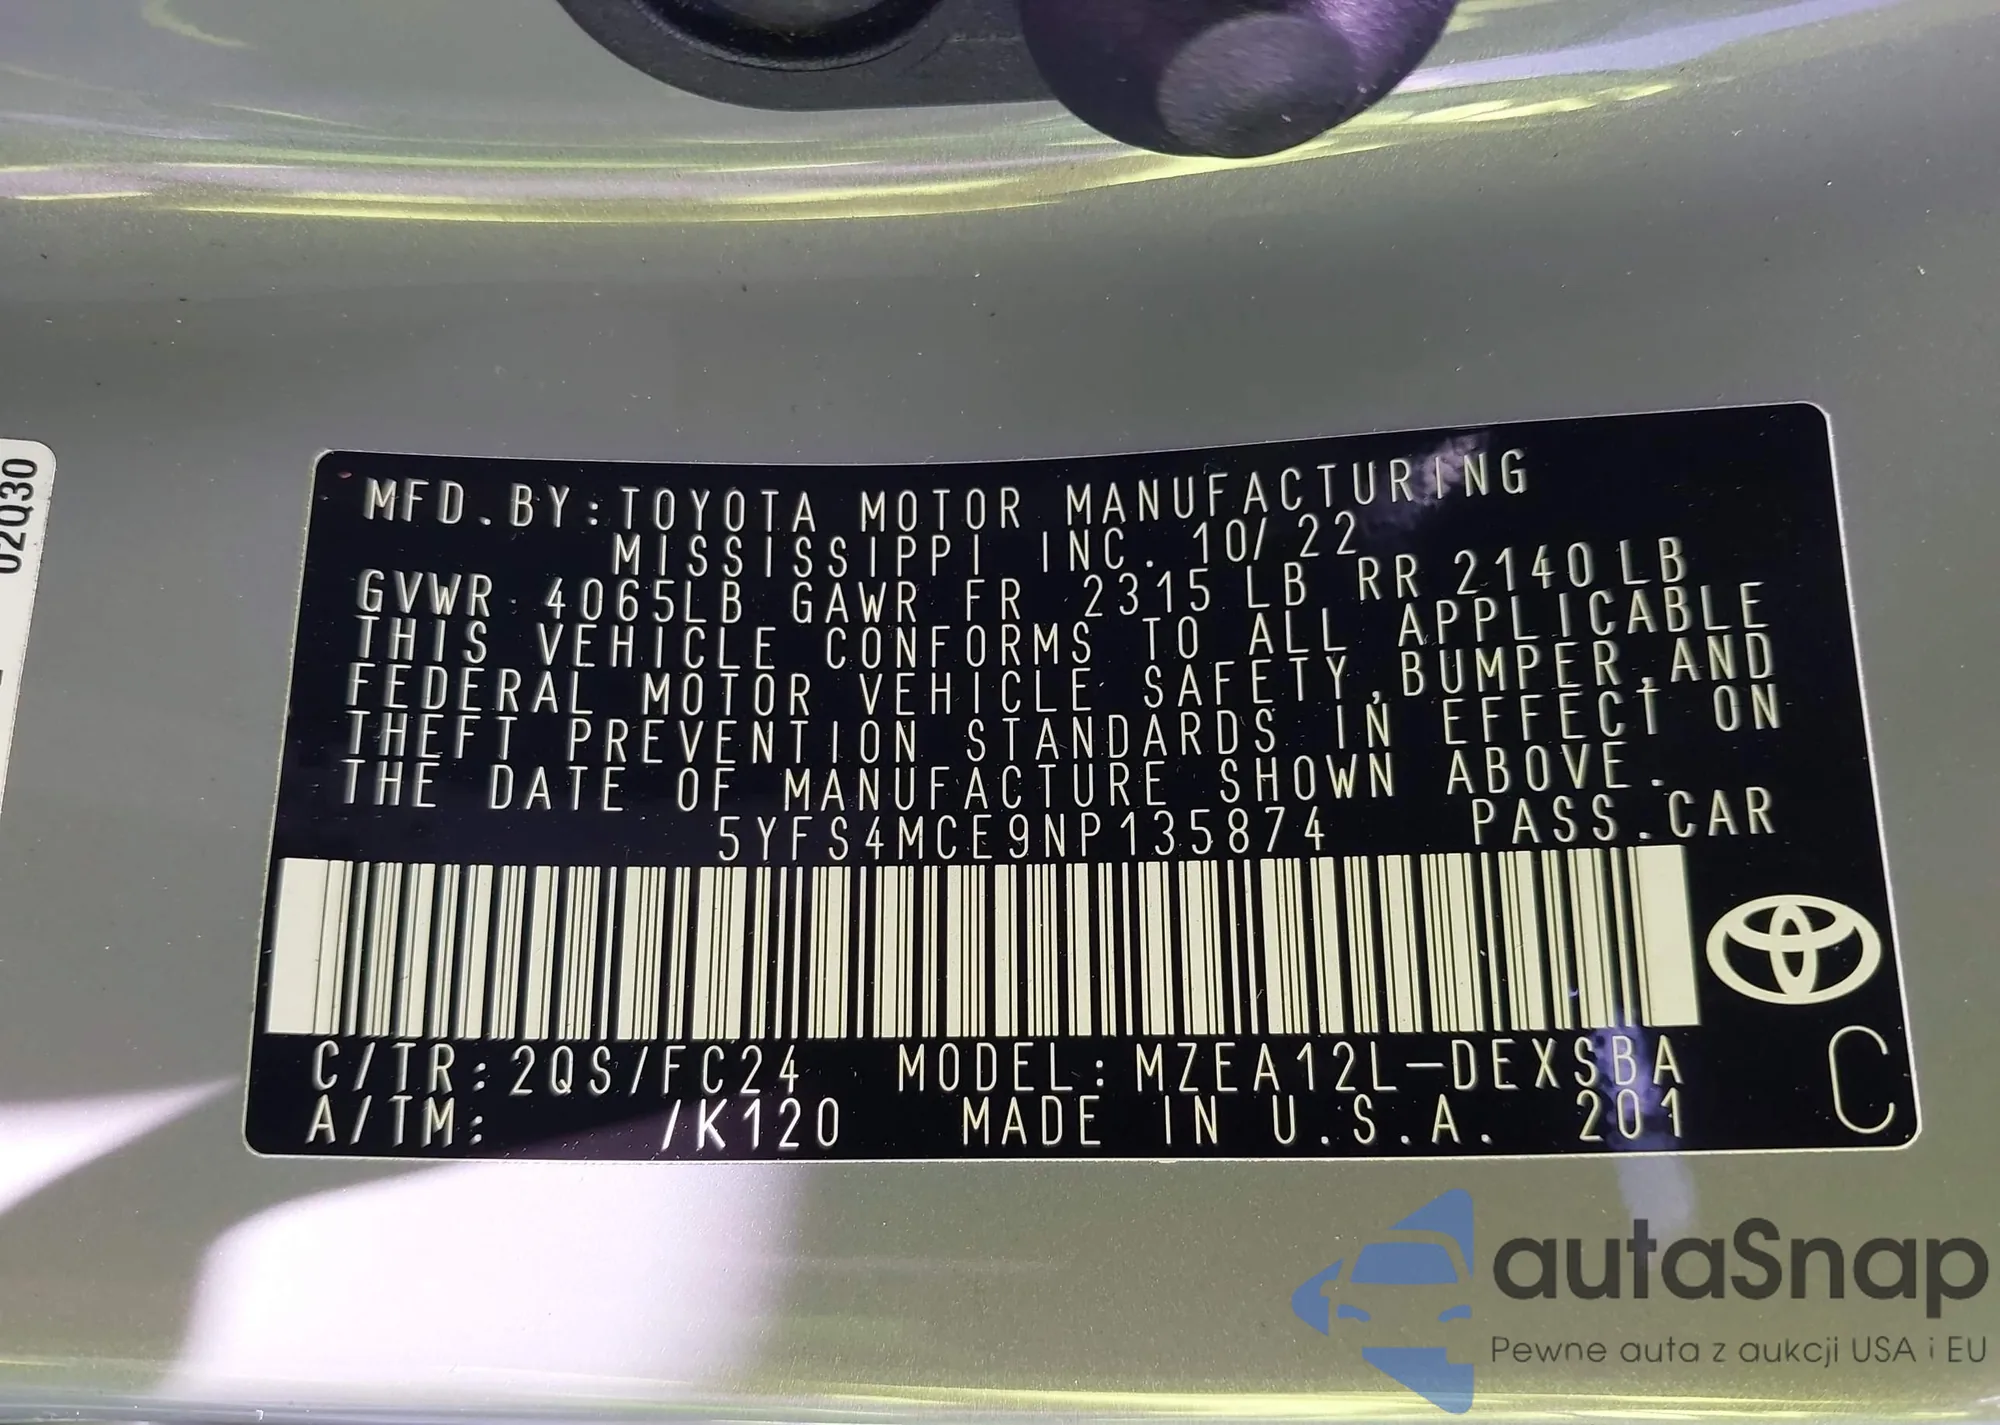 02Q30
MFD.BY:TOYOTA MOTOR MANUFACTURING
MISSISSIPPI INC. 10/22
GVWR 4065LB GAWR FR 2315 LB RR 2140 LB
THIS VEHICLE CONFORMS TO ALL APPLICABLE
FEDERAL MOTOR VEHICLE SAFETY,BUMPER,AND
THEFT PREVENTION STANDARDS IN EFFECT ON
THE DATE OF MANUFACTURE SHOWN ABOVE.
5YFS4MCE9NP135874 PASS.CAR
C/TR:2QS/FC24 MODEL:MZEA12L-DEXSBA
A/TM: /K120 MADE IN U.S.A. 201
C
autaSnap
Pewne auta z aukcji USA i EU